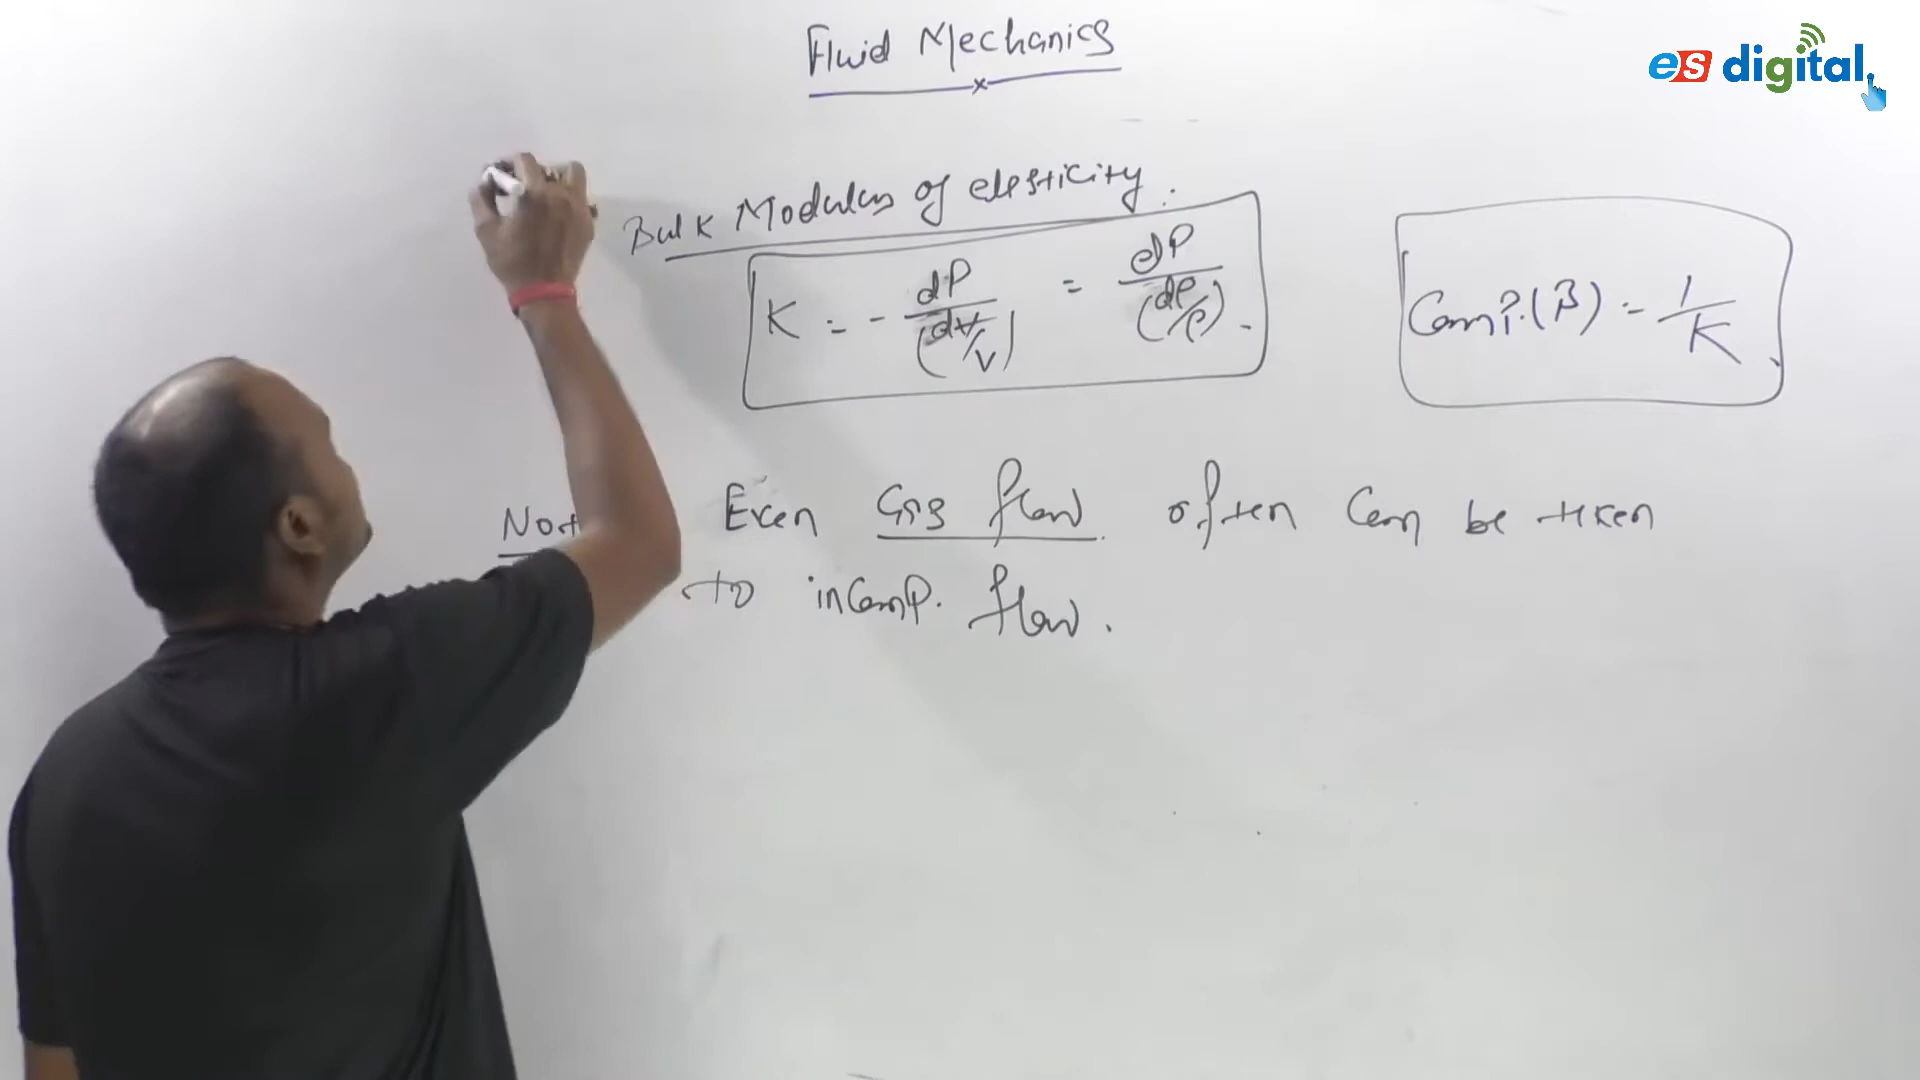 Fluid Mechanics
es digital
Bulk Modulus of elasticity :
K = - dP / (dV/V) = dP / (dρ/ρ) .
Comp. (β) = 1/K .
Not Even Gas flow often Can be taken
to inComp. flow .